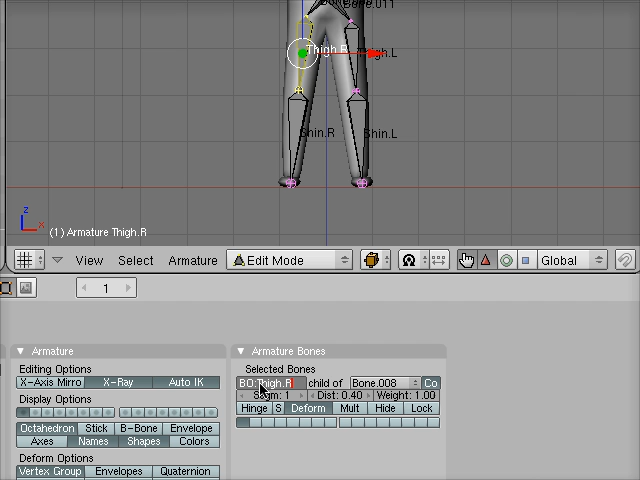 Bone.011
Thigh.R
Thigh.L
Shin.R
Shin.L
z
x
(1) Armature Thigh.R
View Select Armature Edit Mode Global
1
Armature
Armature Bones
Editing Options
Selected Bones
X-Axis Mirro X-Ray Auto IK
BO:Thigh.R child of Bone.008 Co
Segm: 1 Dist: 0.40 Weight: 1.00
Display Options
Hinge S Deform Mult Hide Lock
Octahedron Stick B-Bone Envelope
Axes Names Shapes Colors
Deform Options
Vertex Group Envelopes Quaternion